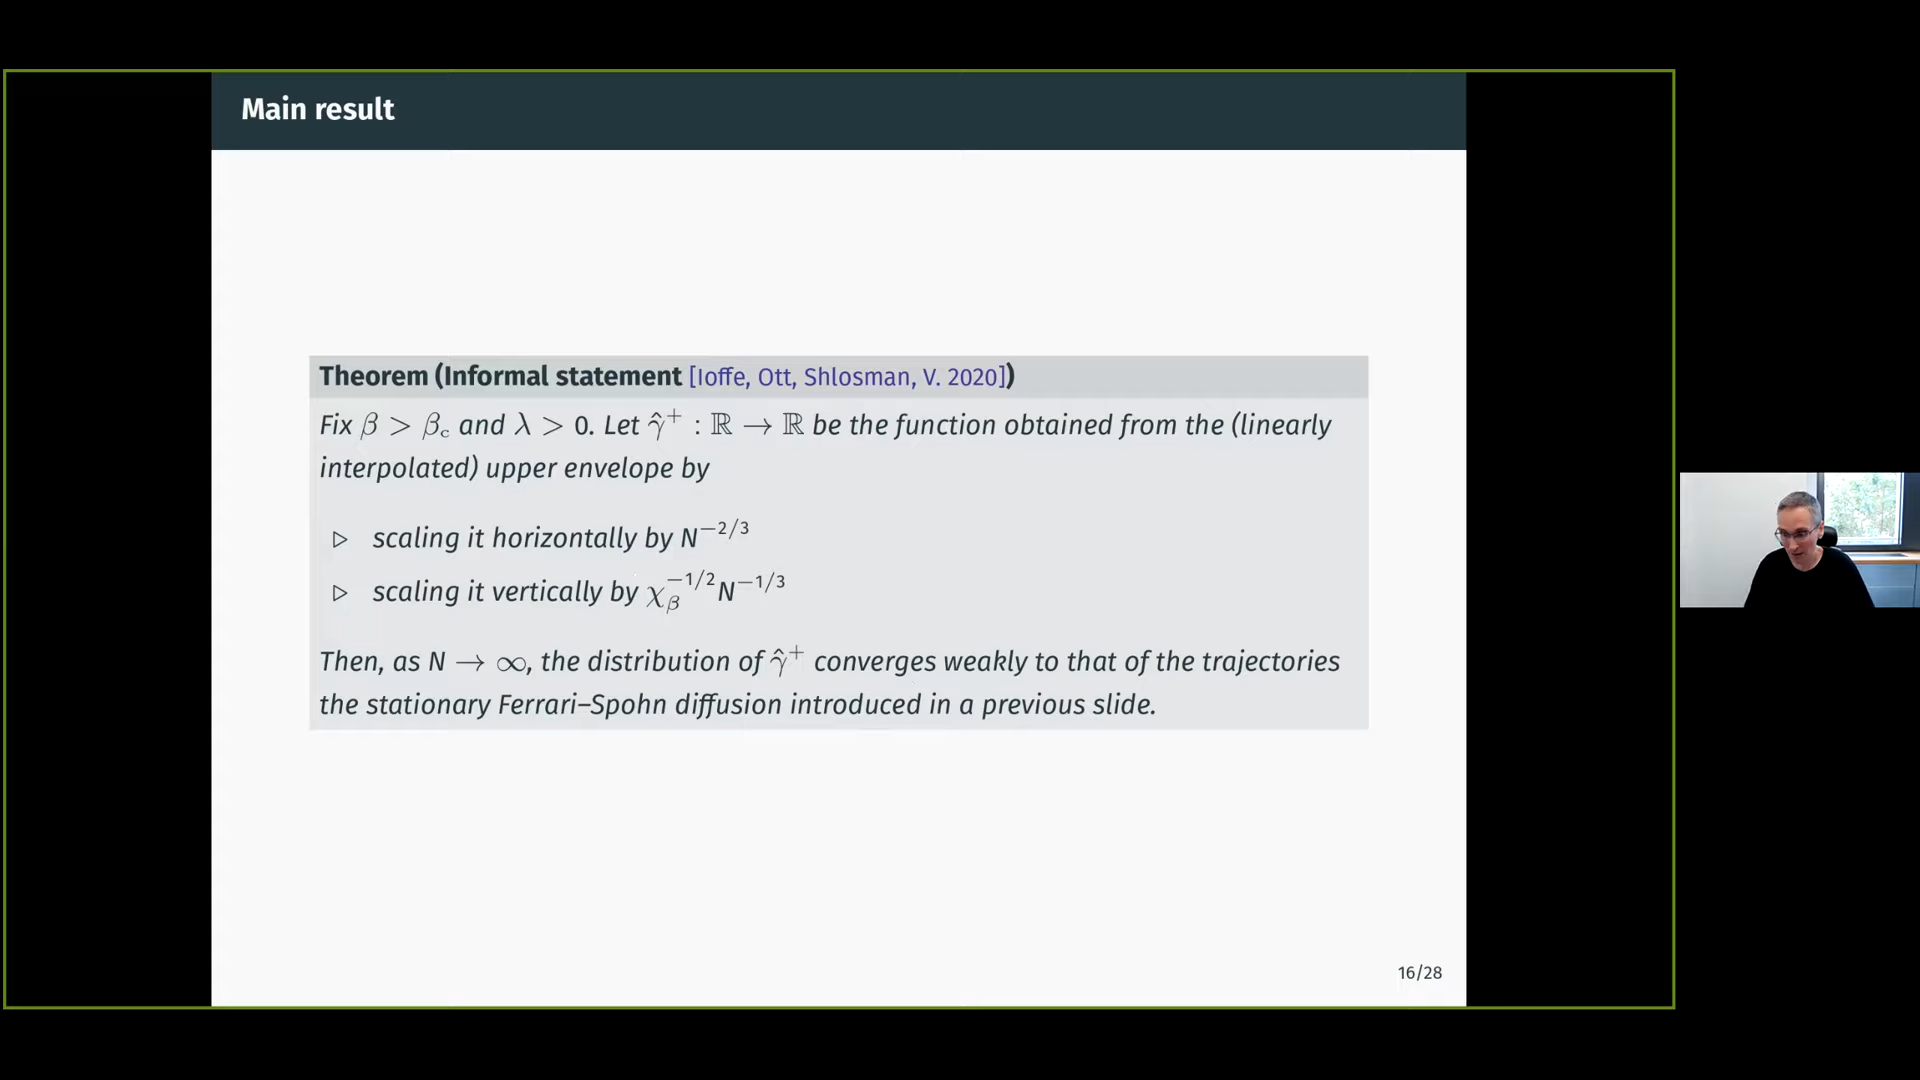 Main result
Theorem (Informal statement [Ioffe, Ott, Shlosman, V. 2020])
Fix β > β_c and λ > 0. Let γ̂⁺ : ℝ → ℝ be the function obtained from the (linearly
interpolated) upper envelope by
▷ scaling it horizontally by N^{−2/3}
▷ scaling it vertically by χ_β^{−1/2} N^{−1/3}
Then, as N → ∞, the distribution of γ̂⁺ converges weakly to that of the trajectories
the stationary Ferrari–Spohn diffusion introduced in a previous slide.
16/28